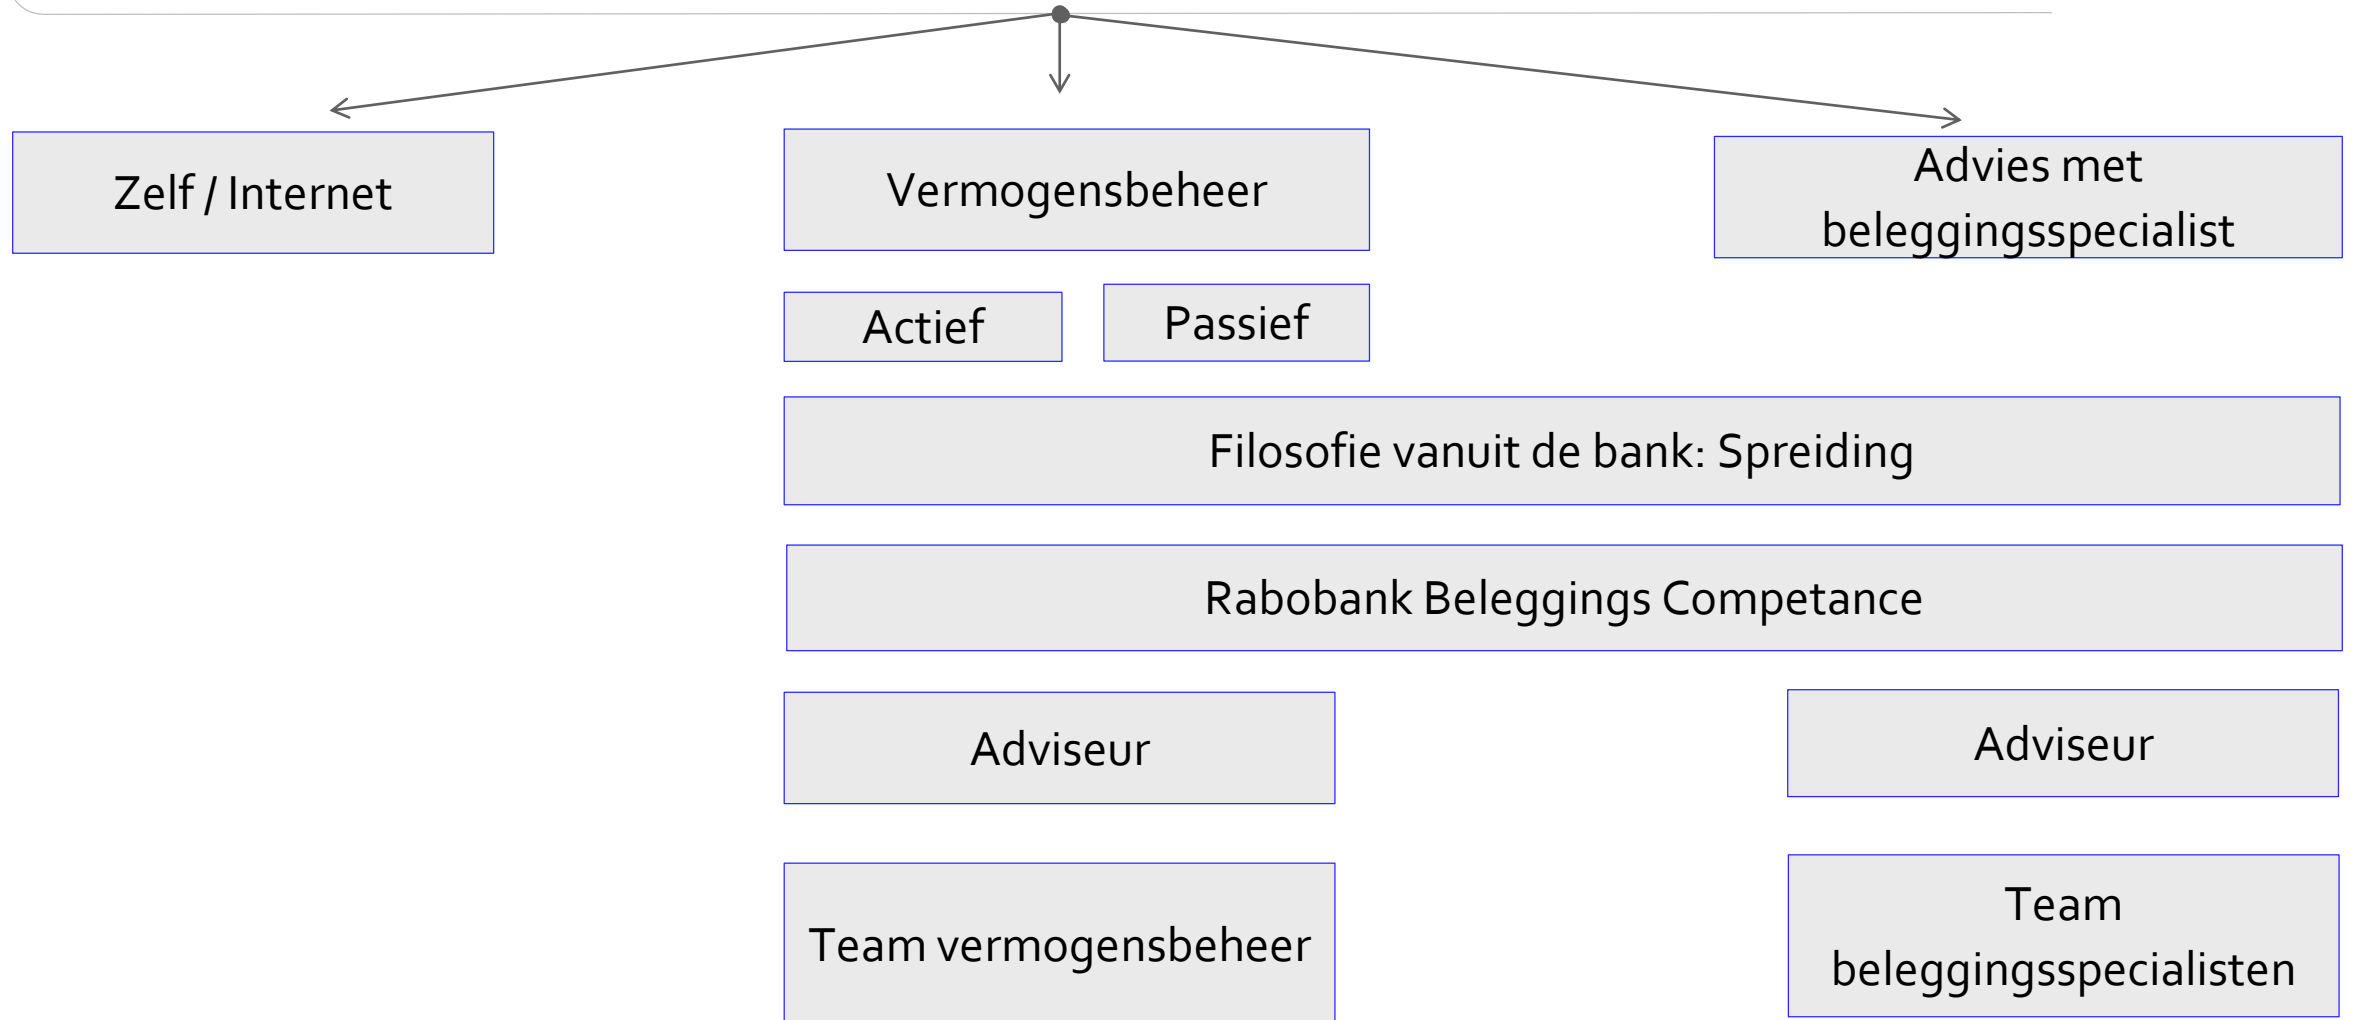 Zelf / Internet
Vermogensbeheer
Advies met
beleggingsspecialist
Actief
Passief
Filosofie vanuit de bank: Spreiding
Rabobank Beleggings Competance
Adviseur
Adviseur
Team vermogensbeheer
Team
beleggingsspecialisten